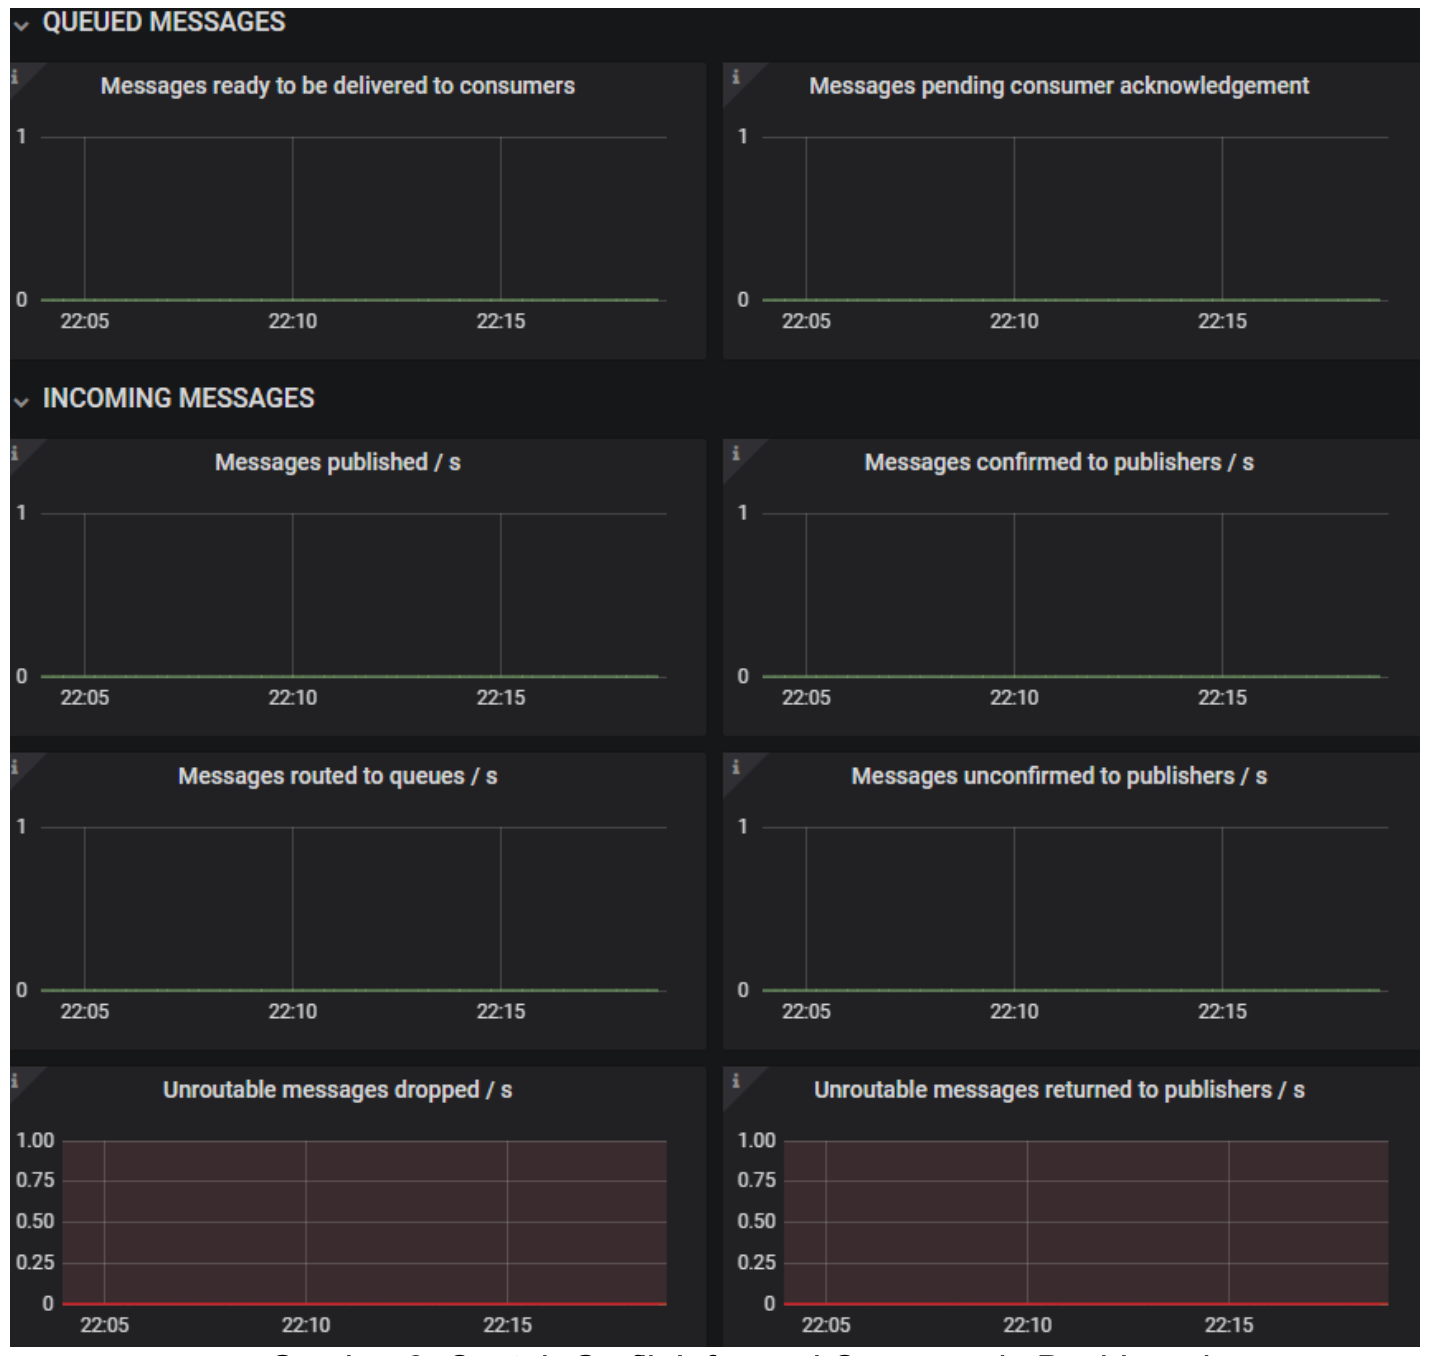 QUEUED MESSAGES
Messages ready to be delivered to consumers
1
0
22:05 22:10 22:15
Messages pending consumer acknowledgement
1
0
22:05 22:10 22:15
INCOMING MESSAGES
Messages published / s
1
0
22:05 22:10 22:15
Messages confirmed to publishers / s
1
0
22:05 22:10 22:15
Messages routed to queues / s
1
0
22:05 22:10 22:15
Messages unconfirmed to publishers / s
1
0
22:05 22:10 22:15
Unroutable messages dropped / s
1.00
0.75
0.50
0.25
0
22:05 22:10 22:15
Unroutable messages returned to publishers / s
1.00
0.75
0.50
0.25
0
22:05 22:10 22:15